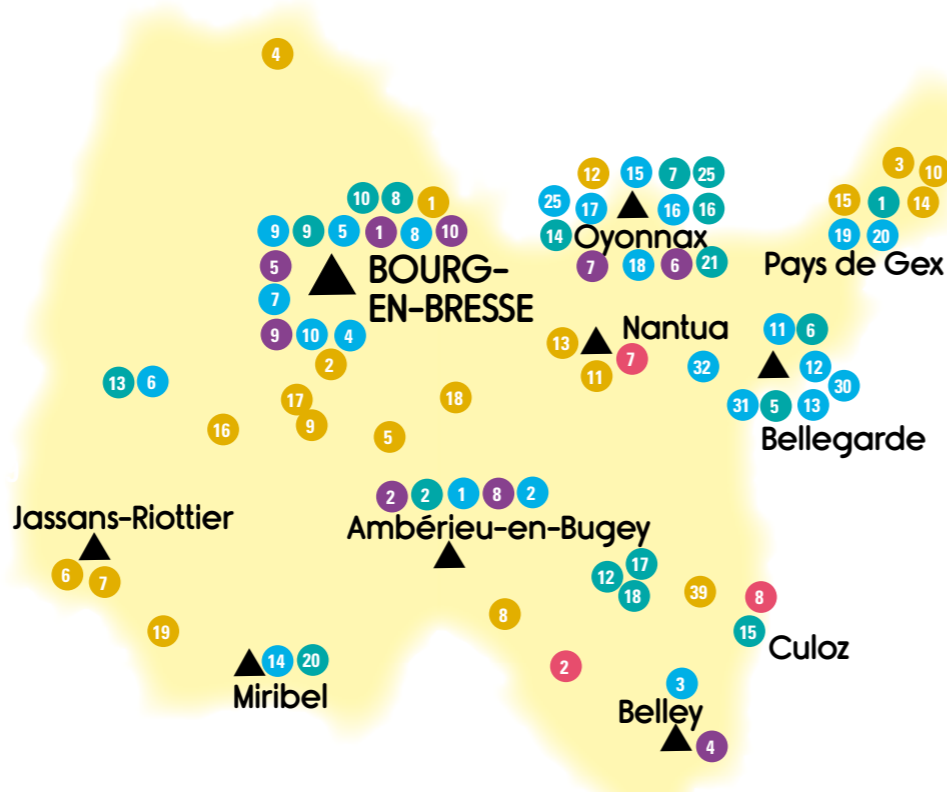 4
3 10
12 15 7 25
15 1 14
25 17 16 16
10 8 1
14 Oyonnax
19 20
9 9 5 1 8 10
Pays de Gex
7 18 6 21
5
BOURG-
EN-BRESSE
7
9 10 4
2
Nantua
13 7
11
32
11 6
12
30
31 5 13
Bellegarde
13 6
17
18
16 9 5
2 2 1 8 2
Jassans-Riottier
Ambérieu-en-Bugey
6 7
12 17
18
39
8
15
Culoz
19
8
14 20
Miribel
2
3
Belley
4